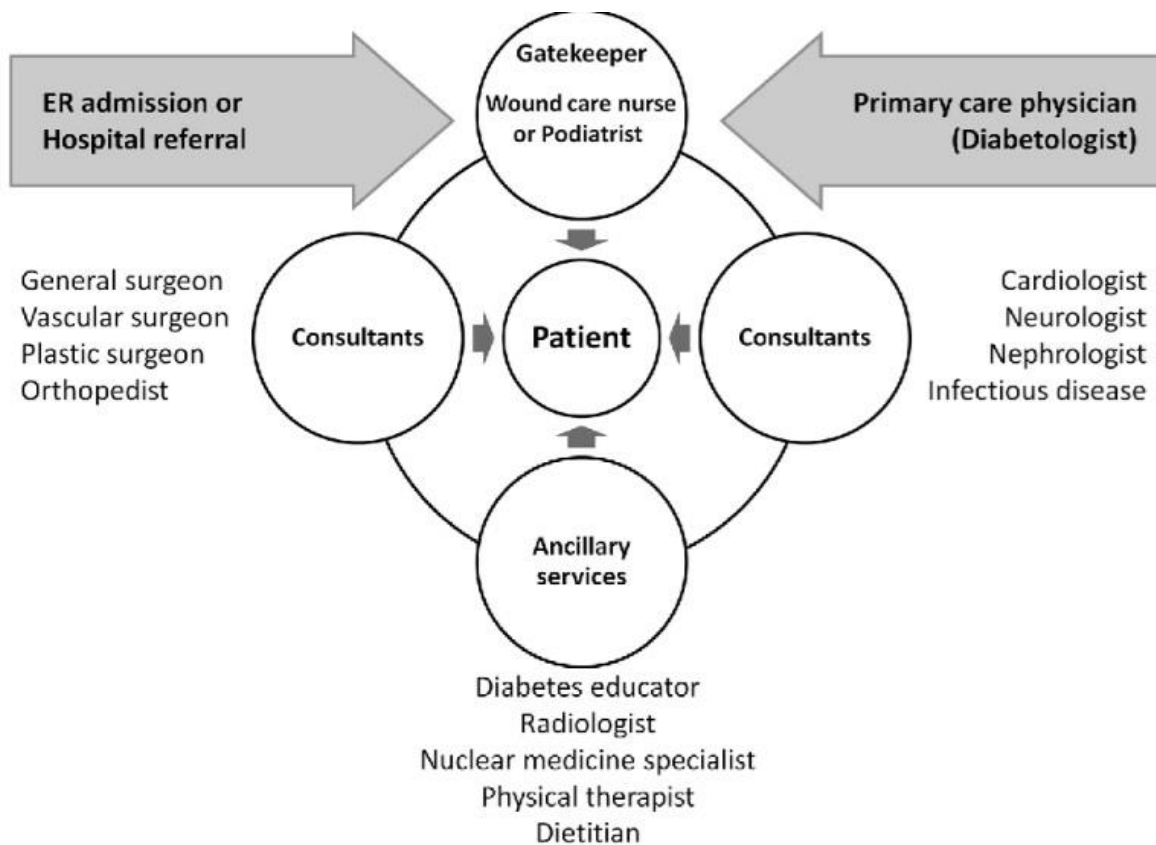 Gatekeeper
Wound care nurse
or Podiatrist
ER admission or
Hospital referral
Primary care physician
(Diabetologist)
General surgeon
Vascular surgeon
Plastic surgeon
Orthopedist
Consultants
Patient
Consultants
Cardiologist
Neurologist
Nephrologist
Infectious disease
Ancillary
services
Diabetes educator
Radiologist
Nuclear medicine specialist
Physical therapist
Dietitian